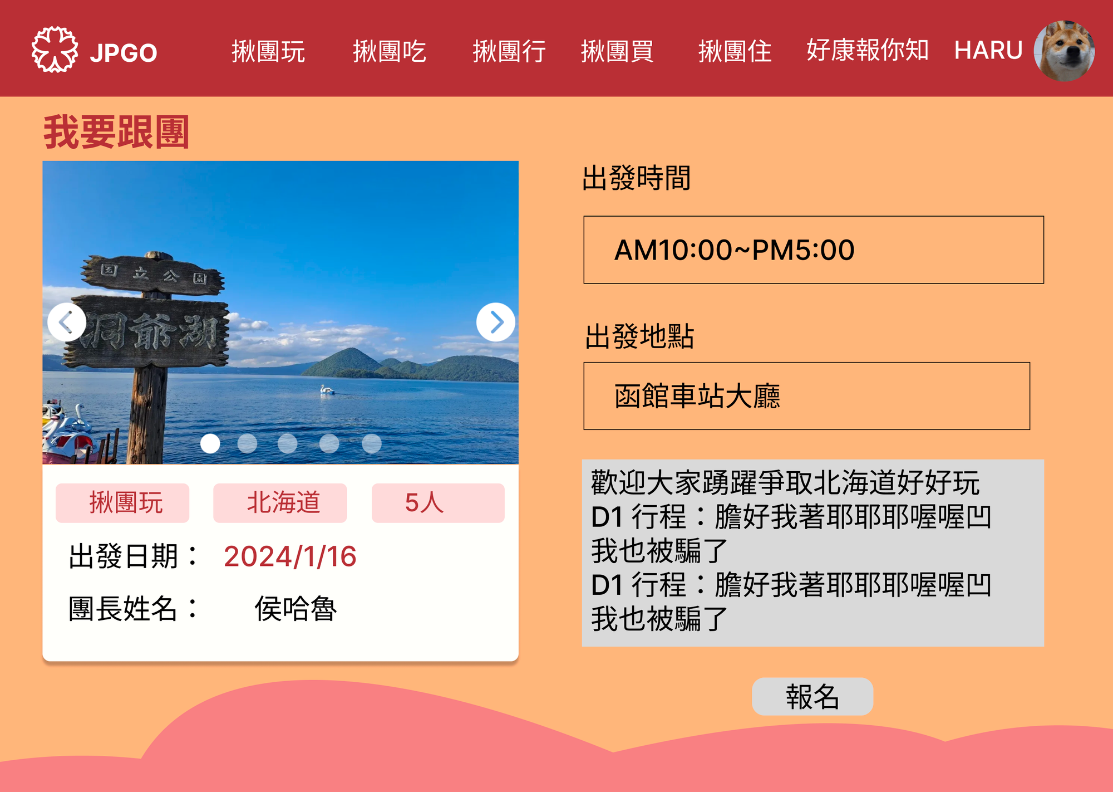 JPGO
揪團玩
揪團吃
揪團行
揪團買
揪團住
好康報你知
HARU
我要跟團
国立公園
洞爺湖
揪團玩
北海道
5人
出發日期：
2024/1/16
團長姓名：
侯哈魯
出發時間
AM10:00~PM5:00
出發地點
函館車站大廳
歡迎大家踴躍爭取北海道好好玩
D1 行程：膽好我著耶耶耶喔喔凹
我也被騙了
D1 行程：膽好我著耶耶耶喔喔凹
我也被騙了
報名